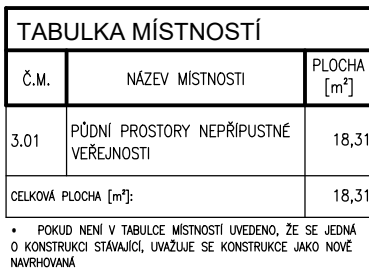 TABULKA MÍSTNOSTÍ
Č.M. NÁZEV MÍSTNOSTI PLOCHA [m²]
3.01 PŮDNÍ PROSTORY NEPŘÍPUSTNÉ VEŘEJNOSTI 18,31
CELKOVÁ PLOCHA [m²]: 18,31
• POKUD NENÍ V TABULCE MÍSTNOSTÍ UVEDENO, ŽE SE JEDNÁ
O KONSTRUKCI STÁVAJÍCÍ, UVAŽUJE SE KONSTRUKCE JAKO NOVĚ
NAVRHOVANÁ